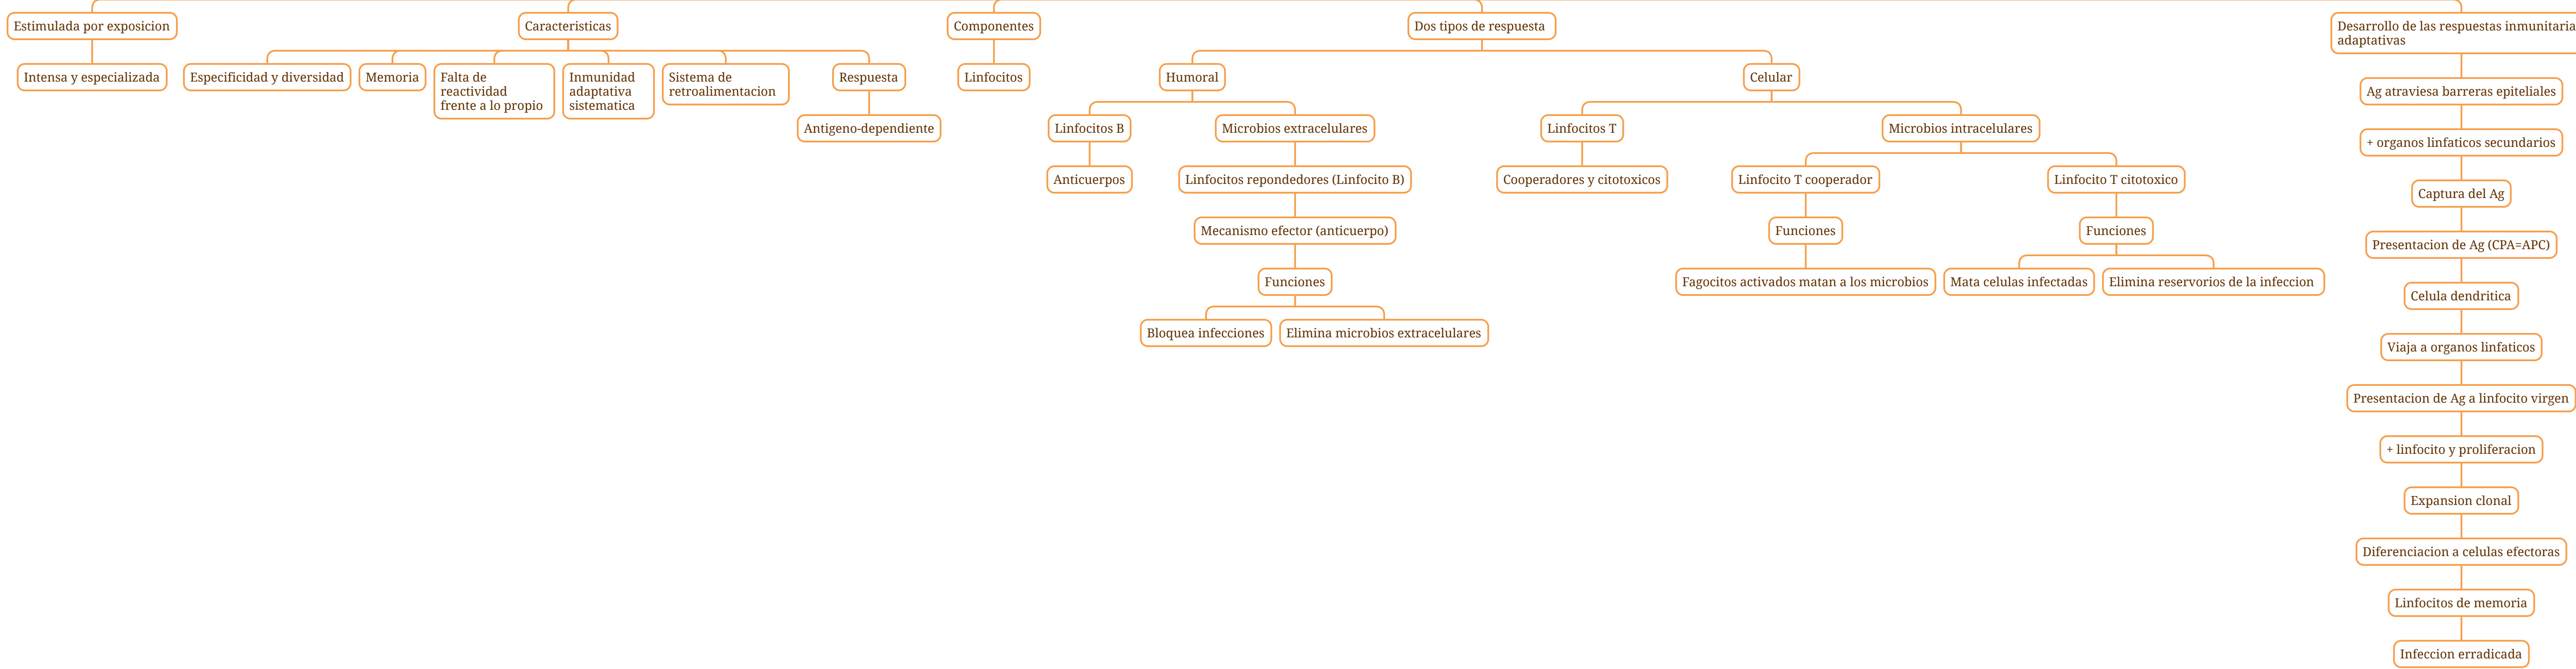 Estimulada por exposicion
Intensa y especializada
Caracteristicas
Especificidad y diversidad
Memoria
Falta de
reactividad
frente a lo propio
Inmunidad
adaptativa
sistematica
Sistema de
retroalimentacion
Respuesta
Antigeno-dependiente
Componentes
Linfocitos
Dos tipos de respuesta
Humoral
Linfocitos B
Anticuerpos
Microbios extracelulares
Linfocitos repondedores (Linfocito B)
Mecanismo efector (anticuerpo)
Funciones
Bloquea infecciones
Elimina microbios extracelulares
Celular
Linfocitos T
Cooperadores y citotoxicos
Microbios intracelulares
Linfocito T cooperador
Funciones
Fagocitos activados matan a los microbios
Linfocito T citotoxico
Funciones
Mata celulas infectadas
Elimina reservorios de la infeccion
Desarrollo de las respuestas inmunitaria
adaptativas
Ag atraviesa barreras epiteliales
+ organos linfaticos secundarios
Captura del Ag
Presentacion de Ag (CPA=APC)
Celula dendritica
Viaja a organos linfaticos
Presentacion de Ag a linfocito virgen
+ linfocito y proliferacion
Expansion clonal
Diferenciacion a celulas efectoras
Linfocitos de memoria
Infeccion erradicada